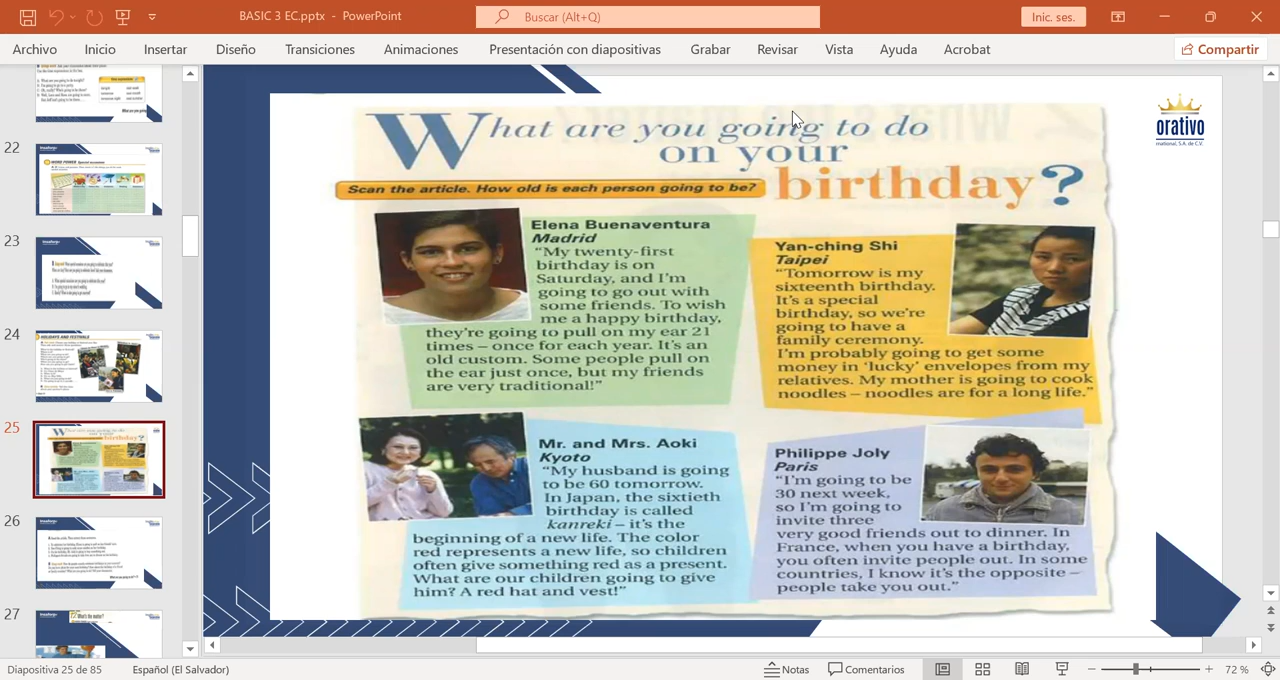 BASIC 3 EC.pptx - PowerPoint
Buscar (Alt+Q)
Inic. ses.
Archivo Inicio Insertar Diseño Transiciones Animaciones Presentación con diapositivas Grabar Revisar Vista Ayuda Acrobat
Compartir
22
23
24
25
26
27
HOLIDAYS AND FESTIVALS
orativo
rnational, S.A. de C.V.
What are you going to do
on your
birthday?
Scan the article. How old is each person going to be?
Elena Buenaventura
Madrid
"My twenty-first
birthday is on
Saturday, and I'm
going to go out with
some friends. To wish
me a happy birthday,
they're going to pull on my ear 21
times – once for each year. It's an
old custom. Some people pull on
the ear just once, but my friends
are very traditional!"
Yan-ching Shi
Taipei
"Tomorrow is my
sixteenth birthday.
It's a special
birthday, so we're
going to have a
family ceremony.
I'm probably going to get some
money in 'lucky' envelopes from my
relatives. My mother is going to cook
noodles – noodles are for a long life."
Mr. and Mrs. Aoki
Kyoto
"My husband is going
to be 60 tomorrow.
In Japan, the sixtieth
birthday is called
kanreki – it's the
beginning of a new life. The color
red represents a new life, so children
often give something red as a present.
What are our children going to give
him? A red hat and vest!"
Philippe Joly
Paris
"I'm going to be
30 next week,
so I'm going to
invite three
very good friends out to dinner. In
France, when you have a birthday,
you often invite people out. In some
countries, I know it's the opposite –
people take you out."
Diapositiva 25 de 85
Español (El Salvador)
Notas
Comentarios
72 %